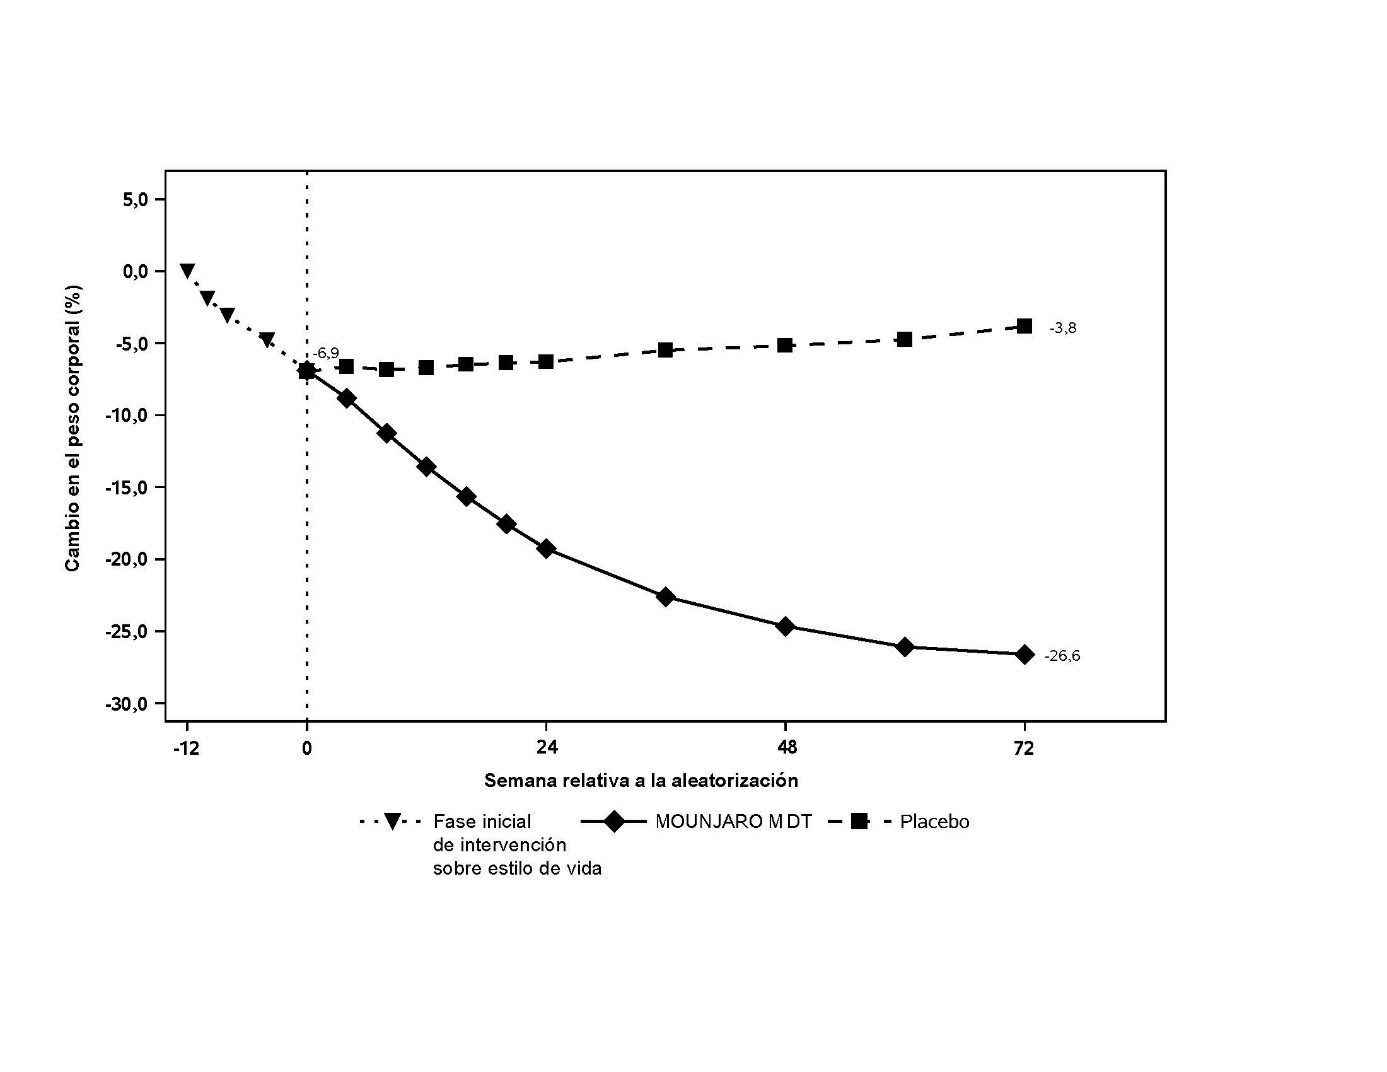 5,0
0,0
-5,0
-10,0
-15,0
-20,0
-25,0
-30,0
Cambio en el peso corporal (%)
-6,9
-3,8
-26,6
-12 0 24 48 72
Semana relativa a la aleatorización
Fase inicial MOUNJARO MDT Placebo
de intervención
sobre estilo de vida